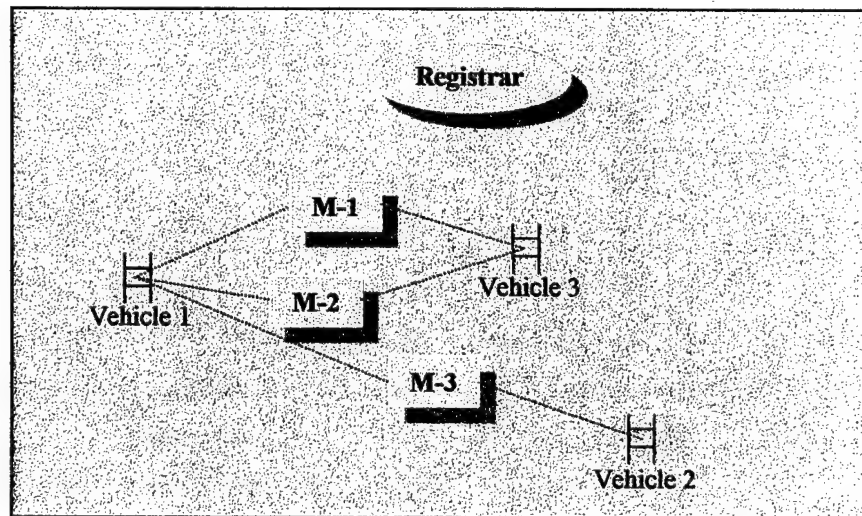 Registrar
M-1
Vehicle 3
Vehicle 1
M-2
M-3
Vehicle 2